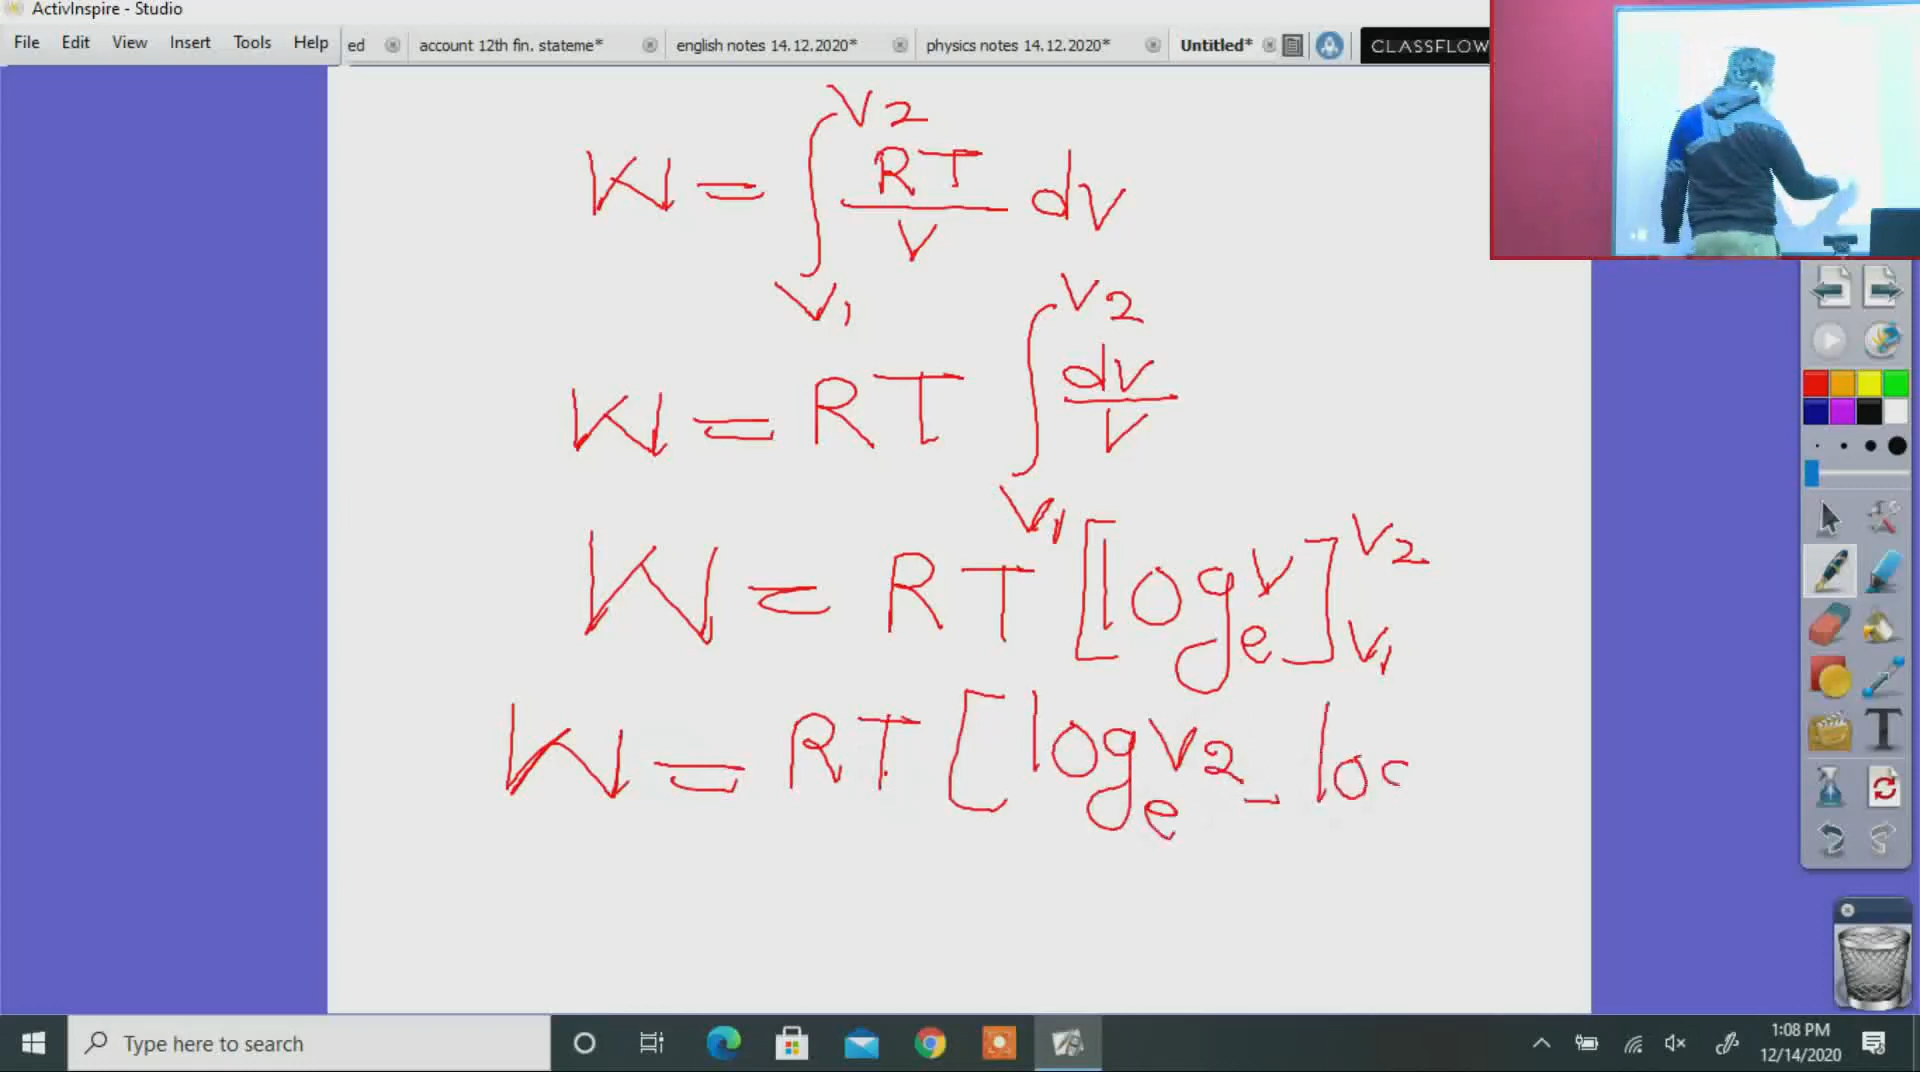 ActivInspire - Studio
File Edit View Insert Tools Help ed account 12th fin. stateme* english notes 14.12.2020* physics notes 14.12.2020* Untitled* CLASSFLOW
W = ∫_{V1}^{V2} RT/V dv
W = RT ∫_{V1}^{V2} dv/V
W = RT [log_e V]_{V1}^{V2}
W = RT [log_e V2 - loc
T
Type here to search
1:08 PM
12/14/2020